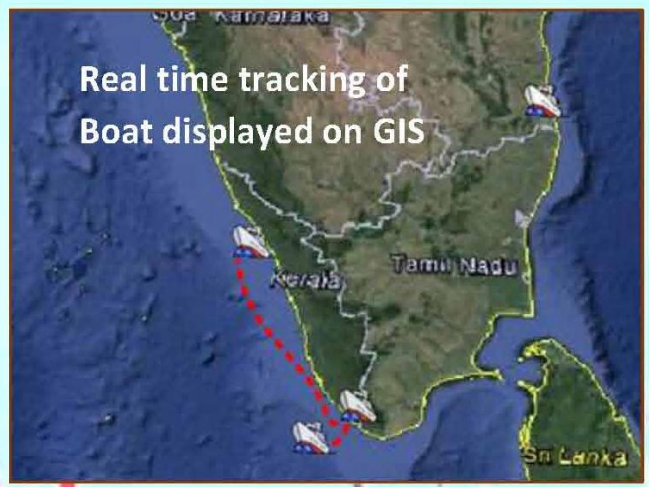 Goa Karnataka
Real time tracking of
Boat displayed on GIS
Kerala
Tamil Nadu
Sri Lanka